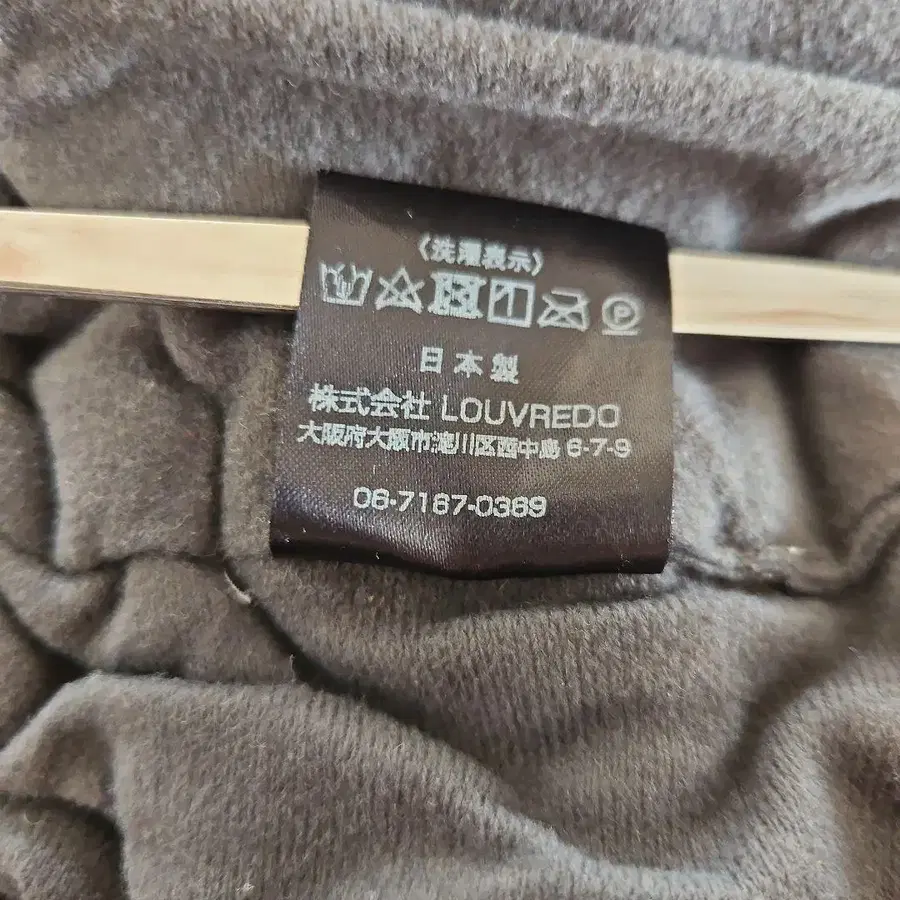 〈洗濯表示〉
P
日本製
株式会社 LOUVREDO
大阪府大阪市淀川区西中島 6-7-9
06-7167-0369